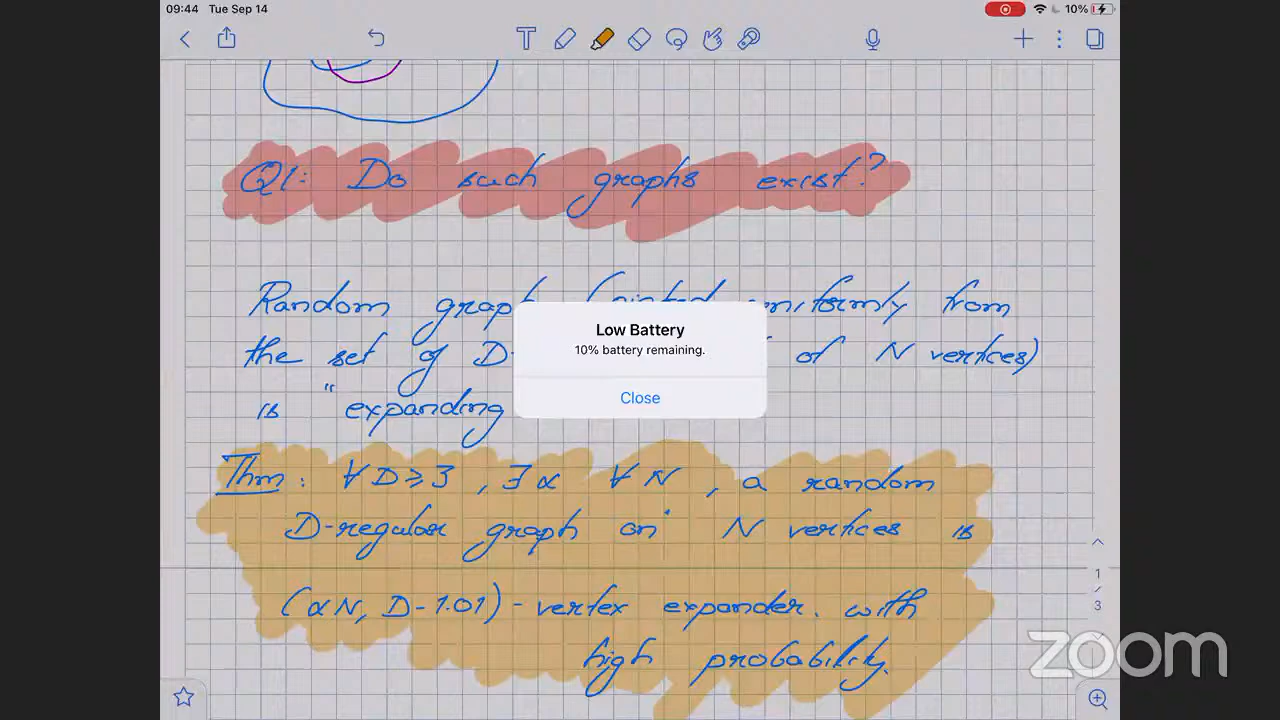 09:44 Tue Sep 14 10%
T
Q1: Do such graphs exist?
Random graph uniformly from
the set of D- of N vertices)
is "expanding
Low Battery
10% battery remaining.
Close
Thm: ∀ D ≥ 3, ∃ α ∀ N, a random
D-regular graph on N vertices is
(αN, D-1.01)-vertex expander. with
high probability.
1
3
zoom